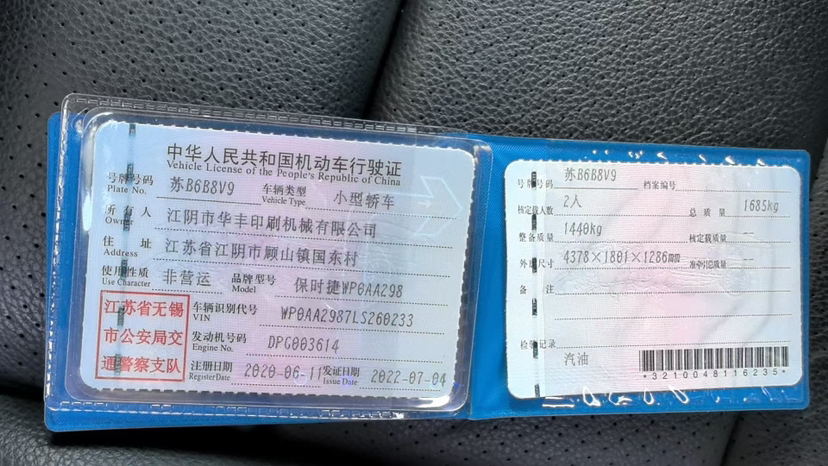 中华人民共和国机动车行驶证
Vehicle License of the People's Republic of China
号牌号码 苏B6B8V9 车辆类型 小型轿车
Plate No. Vehicle Type
所有人 江阴市华丰印刷机械有限公司
Owner
住址 江苏省江阴市顾山镇国东村
Address
使用性质 非营运 品牌型号 保时捷WP0AA298
Use Character Model
江苏省无锡
市公安局交
通警察支队
车辆识别代号 WP0AA2987LS260233
VIN
发动机号码 DPG003614
Engine No.
注册日期 2020-06-11 发证日期 2022-07-04
Register Date Issue Date
号牌号码 苏B6B8V9 档案编号
核定载人数 2人 总质量 1685kg
整备质量 1440kg 核定载质量
外廓尺寸 4378×1801×1286mm 准牵引总质量
备注
检验记录
汽油
*3210048116235*